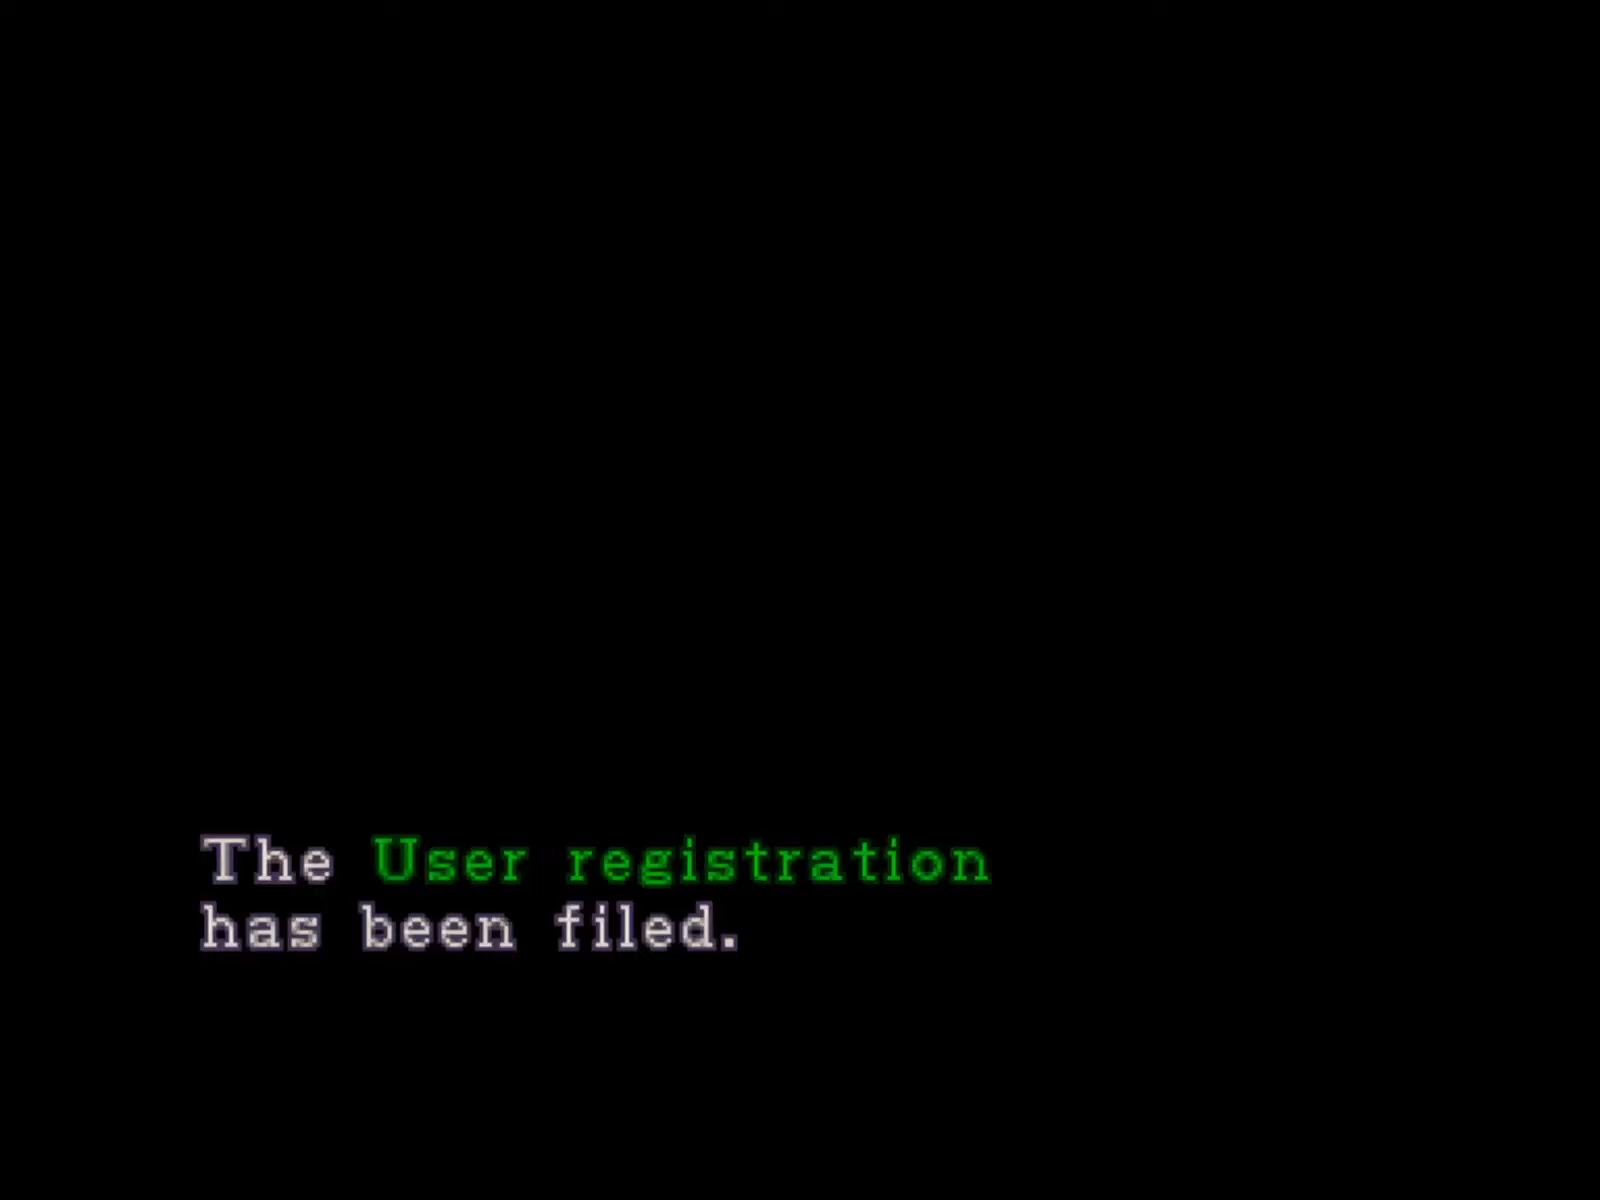 The User registration
has been filed.